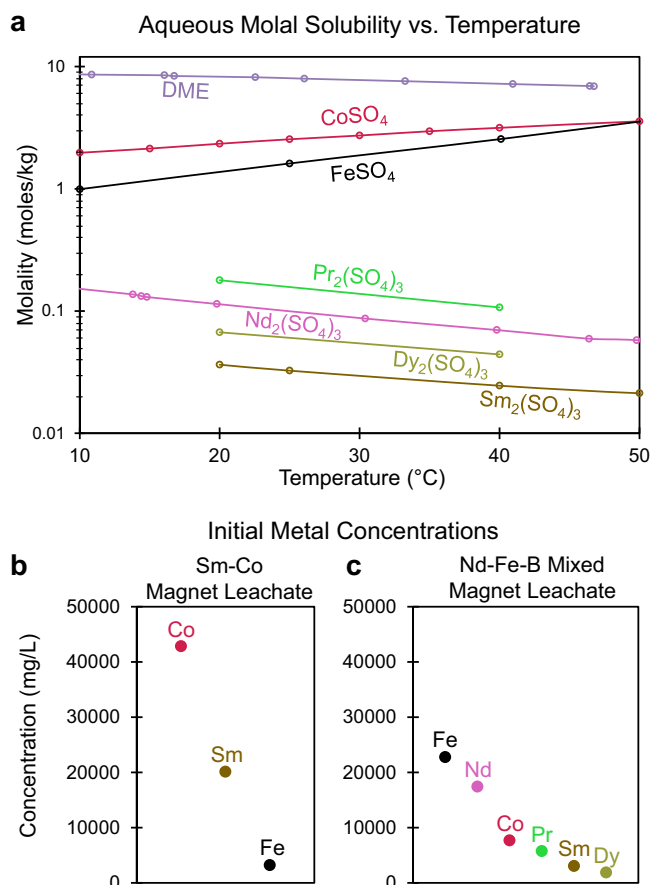 a
Aqueous Molal Solubility vs. Temperature
Molality (moles/kg)
10
1
0.1
0.01
DME
CoSO₄
FeSO₄
Pr₂(SO₄)₃
Nd₂(SO₄)₃
Dy₂(SO₄)₃
Sm₂(SO₄)₃
10 20 30 40 50
Temperature (°C)
Initial Metal Concentrations
b
Sm-Co
Magnet Leachate
Concentration (mg/L)
50000
40000
30000
20000
10000
0
Co
Sm
Fe
c
Nd-Fe-B Mixed
Magnet Leachate
50000
40000
30000
20000
10000
0
Fe
Nd
Co
Pr
Sm
Dy